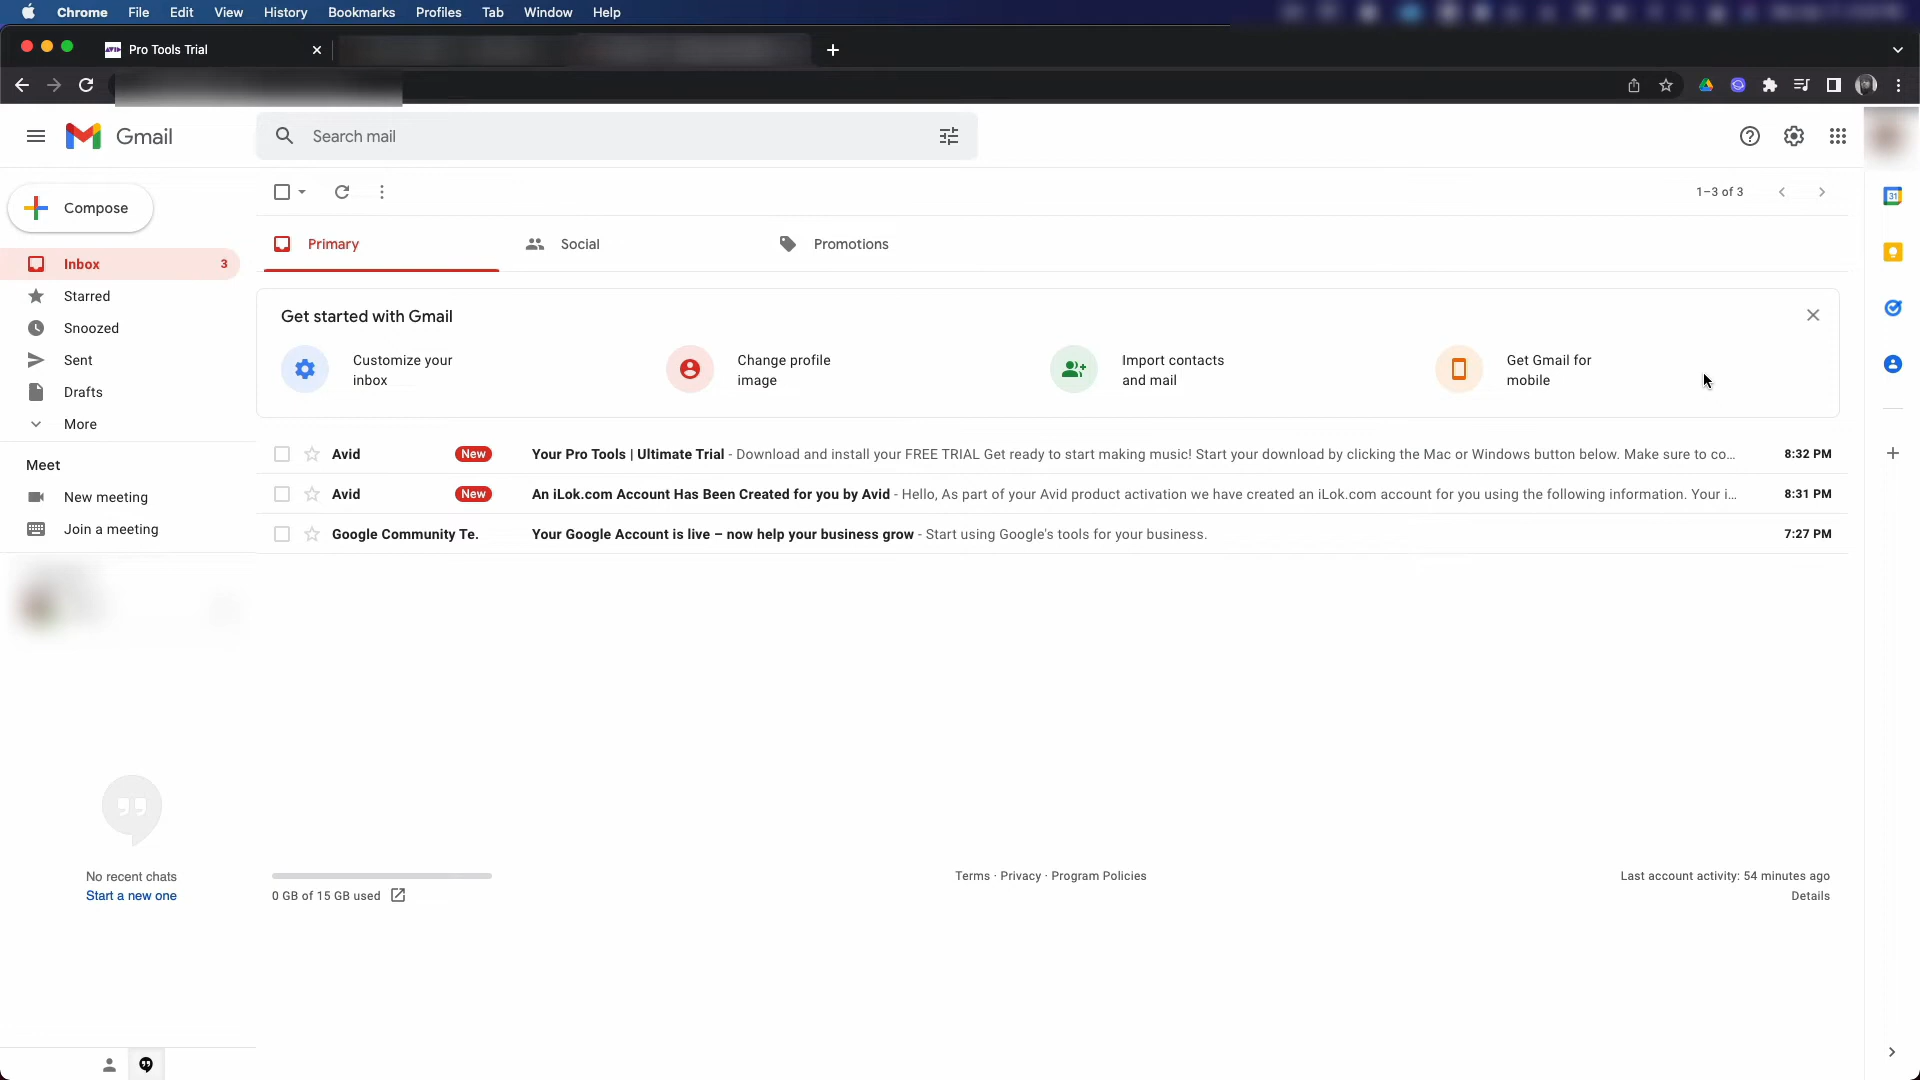 Chrome File Edit View History Bookmarks Profiles Tab Window Help
AVID Pro Tools Trial
Gmail
Search mail
Compose
1–3 of 3
Primary
Social
Promotions
Inbox 3
Starred
Snoozed
Sent
Drafts
More
Get started with Gmail
Customize your
inbox
Change profile
image
Import contacts
and mail
Get Gmail for
mobile
Avid New Your Pro Tools | Ultimate Trial - Download and install your FREE TRIAL Get ready to start making music! Start your download by clicking the Mac or Windows button below. Make sure to co... 8:32 PM
Avid New An iLok.com Account Has Been Created for you by Avid - Hello, As part of your Avid product activation we have created an iLok.com account for you using the following information. Your i... 8:31 PM
Google Community Te. Your Google Account is live – now help your business grow - Start using Google's tools for your business. 7:27 PM
Meet
New meeting
Join a meeting
No recent chats
Start a new one
0 GB of 15 GB used
Terms · Privacy · Program Policies
Last account activity: 54 minutes ago
Details
31